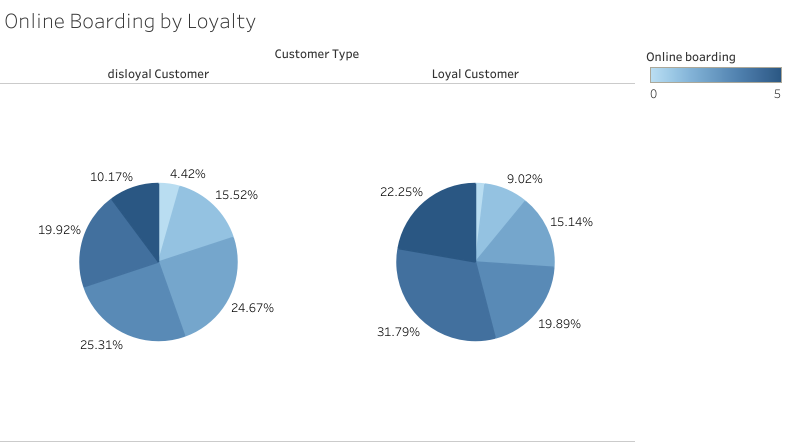 Online Boarding by Loyalty
Customer Type
disloyal Customer
Loyal Customer
Online boarding
0
5
10.17%
4.42%
15.52%
19.92%
24.67%
25.31%
9.02%
22.25%
15.14%
31.79%
19.89%